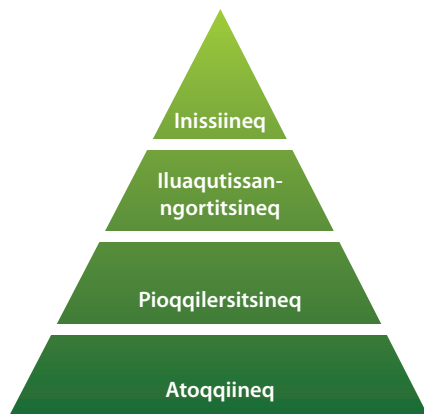 Inissiineq
Iluaqutissan-
ngortitsineq
Pioqqilersitsineq
Atoqqiineq